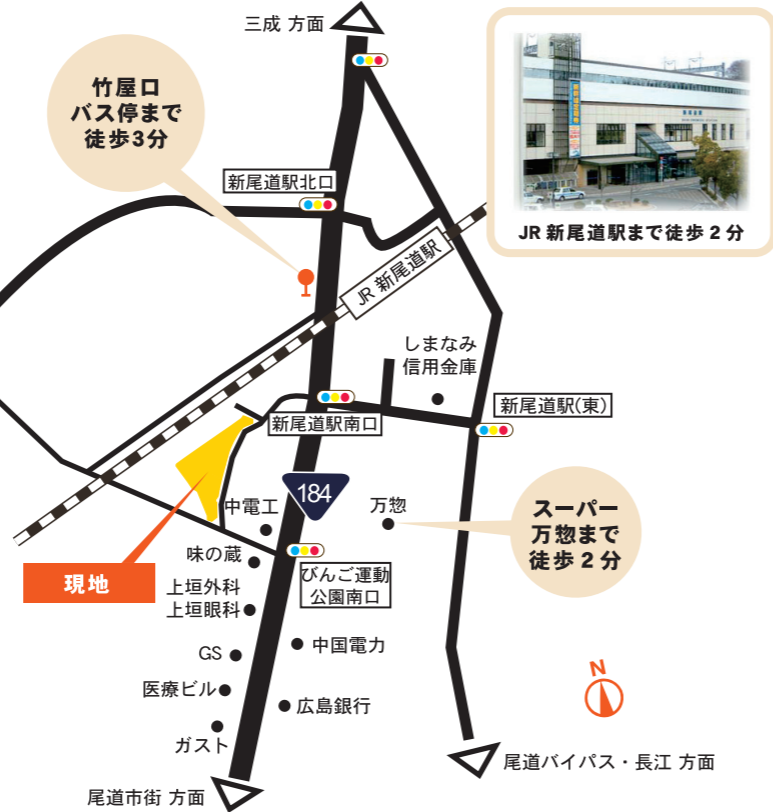 三成 方面
竹屋口
バス停まで
徒歩3分
新尾道駅北口
JR 新尾道駅まで徒歩 2 分
JR 新尾道駅
しまなみ
信用金庫
新尾道駅(東)
新尾道駅南口
184
中電工
万惣
スーパー
万惣まで
徒歩 2 分
味の蔵
現地
びんご運動
公園南口
上垣外科
上垣眼科
中国電力
GS
医療ビル
広島銀行
ガスト
N
尾道バイパス・長江 方面
尾道市街 方面